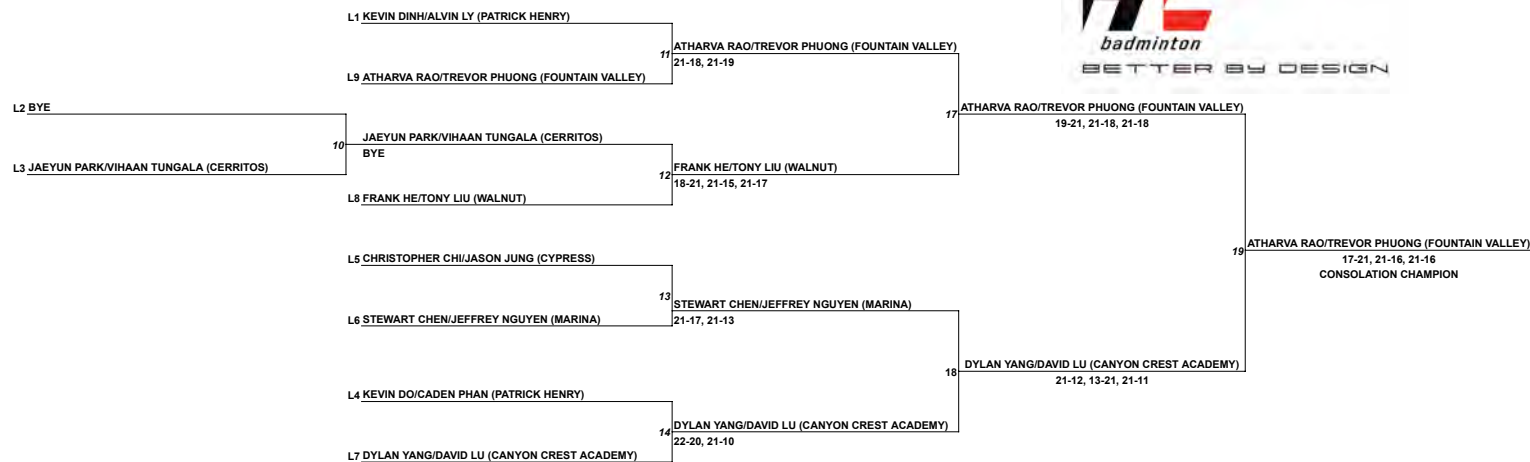 L1 KEVIN DINH/ALVIN LY (PATRICK HENRY)
badminton
BETTER BY DESIGN
11 ATHARVA RAO/TREVOR PHUONG (FOUNTAIN VALLEY)
21-18, 21-19
L9 ATHARVA RAO/TREVOR PHUONG (FOUNTAIN VALLEY)
L2 BYE
17 ATHARVA RAO/TREVOR PHUONG (FOUNTAIN VALLEY)
19-21, 21-18, 21-18
10 JAEYUN PARK/VIHAAN TUNGALA (CERRITOS)
BYE
L3 JAEYUN PARK/VIHAAN TUNGALA (CERRITOS)
12 FRANK HE/TONY LIU (WALNUT)
18-21, 21-15, 21-17
L8 FRANK HE/TONY LIU (WALNUT)
19 ATHARVA RAO/TREVOR PHUONG (FOUNTAIN VALLEY)
17-21, 21-16, 21-16
CONSOLATION CHAMPION
L5 CHRISTOPHER CHI/JASON JUNG (CYPRESS)
13 STEWART CHEN/JEFFREY NGUYEN (MARINA)
21-17, 21-13
L6 STEWART CHEN/JEFFREY NGUYEN (MARINA)
18 DYLAN YANG/DAVID LU (CANYON CREST ACADEMY)
21-12, 13-21, 21-11
L4 KEVIN DO/CADEN PHAN (PATRICK HENRY)
14 DYLAN YANG/DAVID LU (CANYON CREST ACADEMY)
22-20, 21-10
L7 DYLAN YANG/DAVID LU (CANYON CREST ACADEMY)